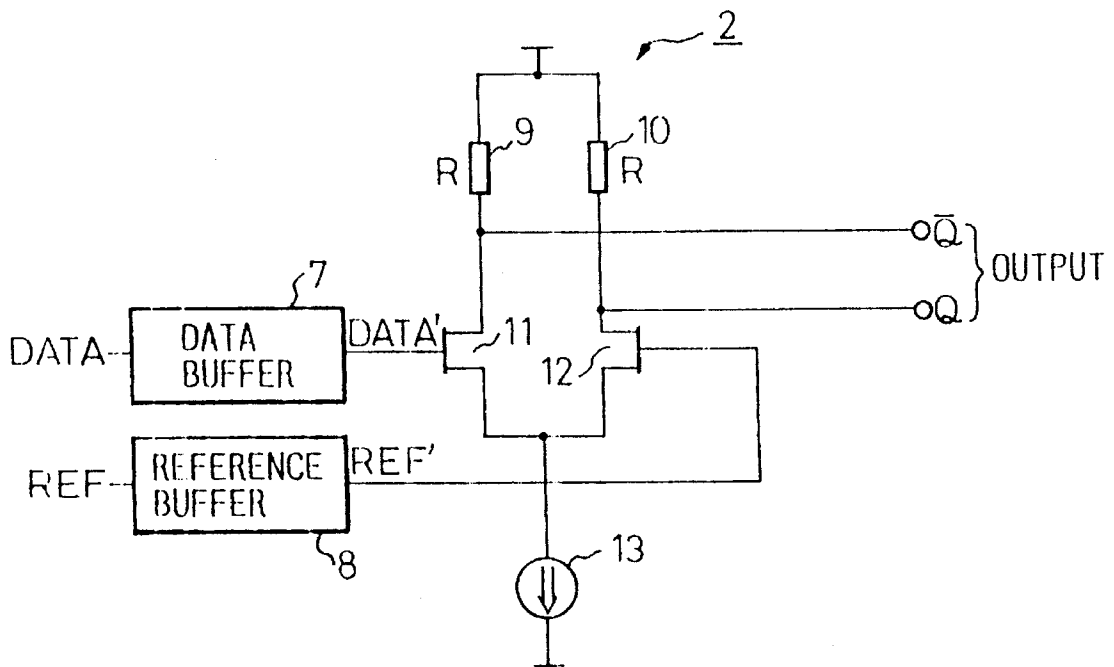 2
9
10
R
R
Q̅
OUTPUT
Q
7
DATA
DATA BUFFER
DATA'
11
12
REF
REFERENCE BUFFER
REF'
8
13